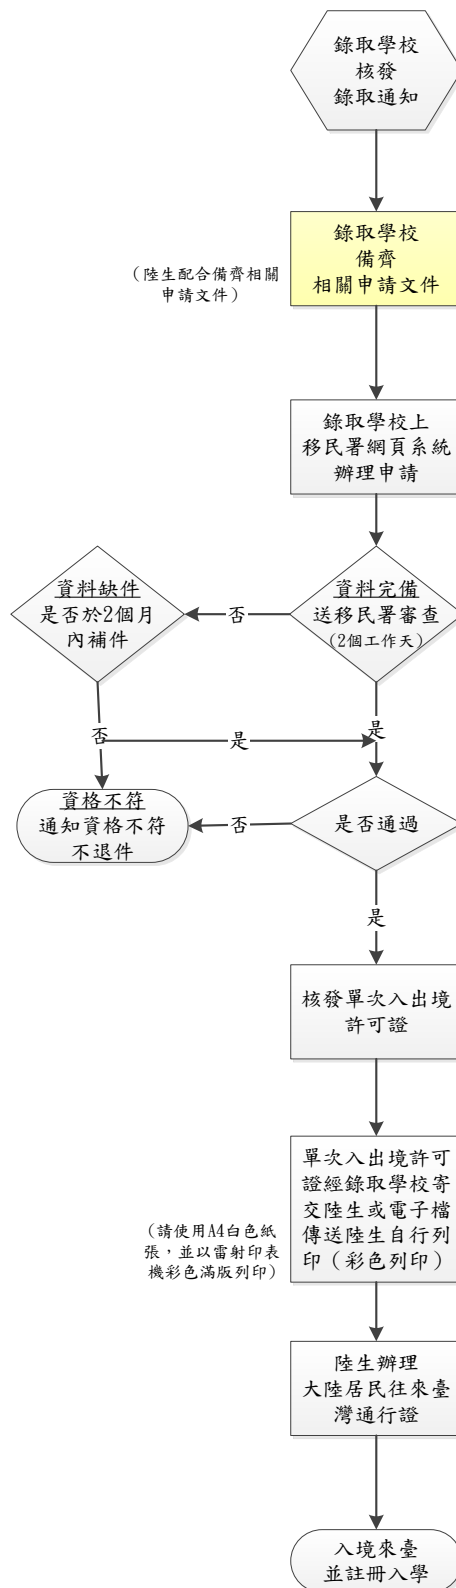 錄取學校
核發
錄取通知
錄取學校
備齊
相關申請文件
（陸生配合備齊相關
申請文件）
錄取學校上
移民署網頁系統
辦理申請
資料缺件
是否於2個月
內補件
否
資料完備
送移民署審查
(2個工作天)
否
是
是
資格不符
通知資格不符
不退件
否
是否通過
是
核發單次入出境
許可證
單次入出境許可
證經錄取學校寄
交陸生或電子檔
傳送陸生自行列
印（彩色列印）
(請使用A4白色紙
張，並以雷射印表
機彩色滿版列印)
陸生辦理
大陸居民往來臺
灣通行證
入境來臺
並註冊入學